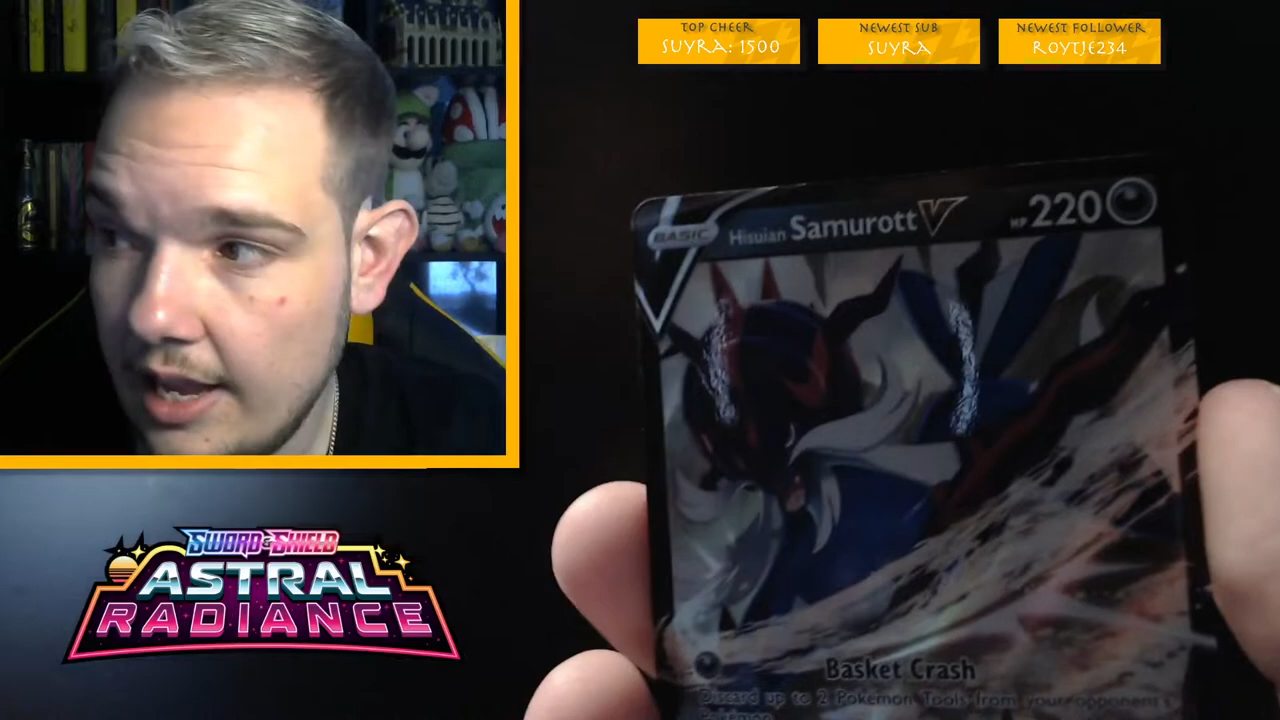 TOP CHEER
SUYRA: 1500
NEWEST SUB
SUYRA
NEWEST FOLLOWER
ROYTJE234
BASIC
Hisuian Samurott V HP 220
SWORD & SHIELD
ASTRAL
RADIANCE
Basket Crash
Discard up to 2 Pokémon Tools from your opponent's
Pokémon.